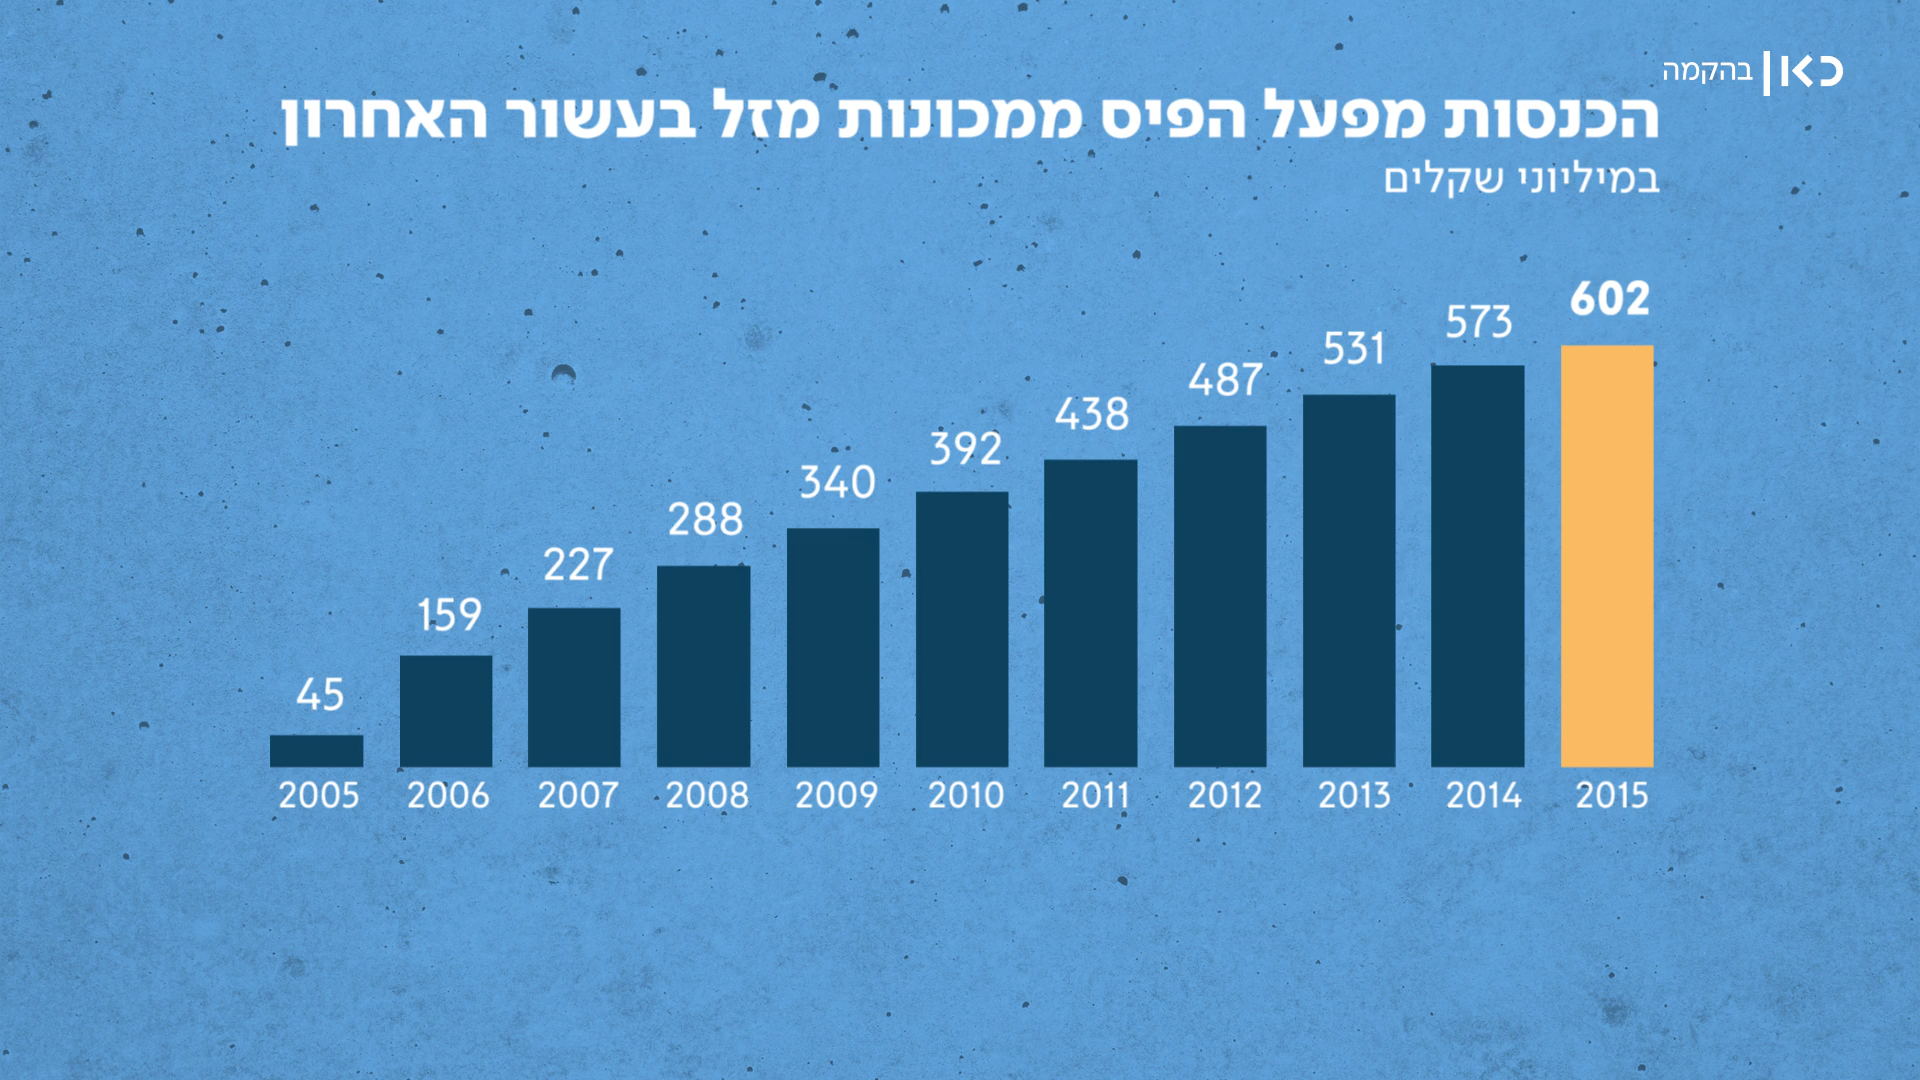 כאן | בהקמה
הכנסות מפעל הפיס ממכונות מזל בעשור האחרון
במיליוני שקלים
45 159 227 288 340 392 438 487 531 573 602
2005 2006 2007 2008 2009 2010 2011 2012 2013 2014 2015